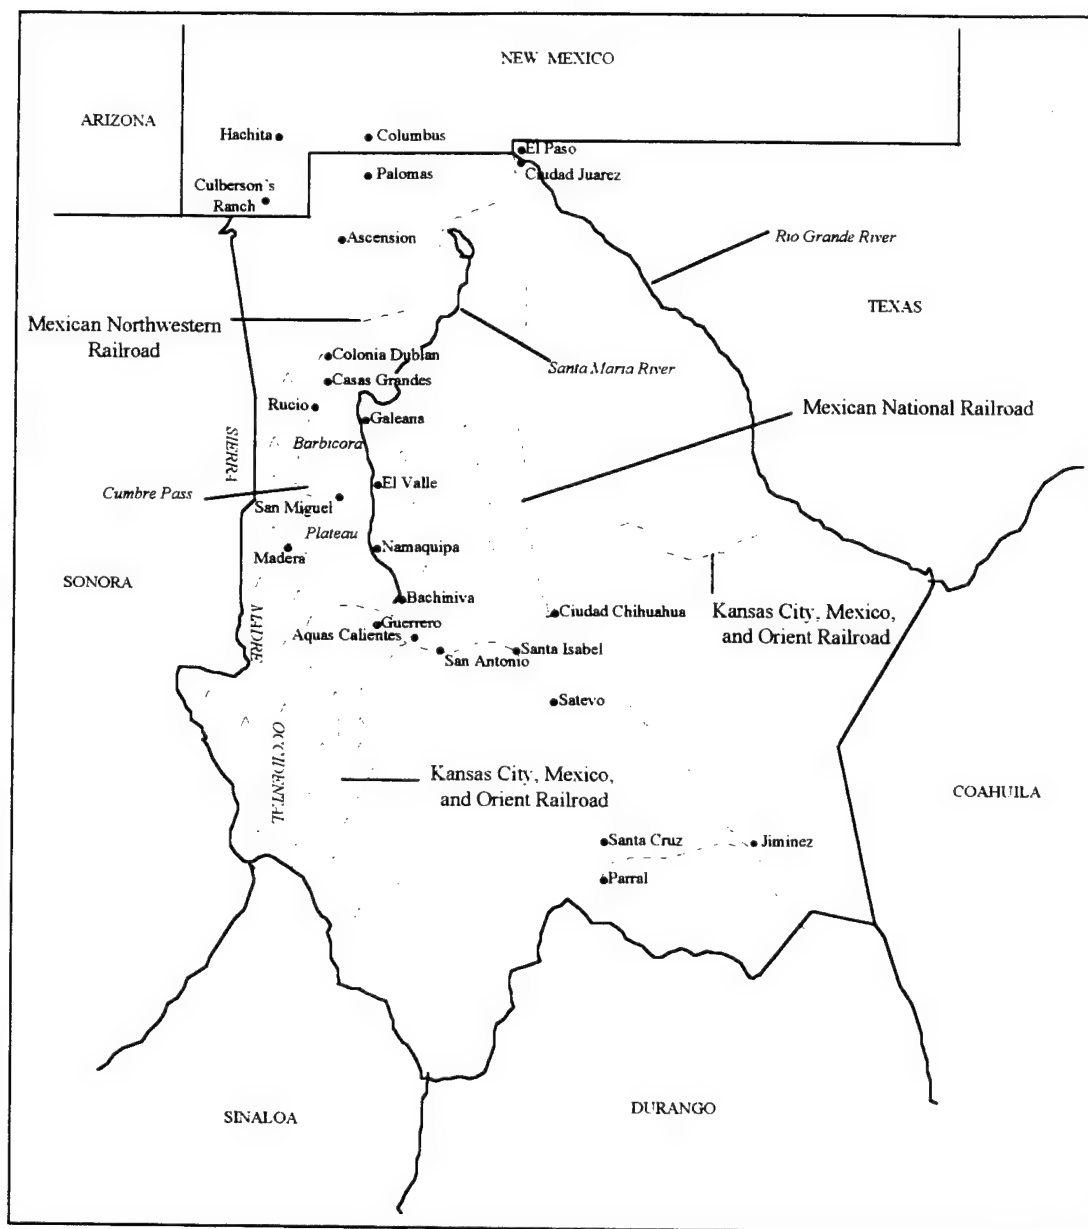 NEW MEXICO
ARIZONA
Hachita
Columbus
El Paso
Ciudad Juarez
Palomas
Culberson's
Ranch
Ascension
Rio Grande River
TEXAS
Mexican Northwestern
Railroad
Colonia Dublan
Santa Maria River
Casas Grandes
Rucio
Galeana
Mexican National Railroad
SIERRA
Barbicora
El Valle
Cumbre Pass
San Miguel
Plateau
Madera
Namaquipa
SONORA
Bachiniva
Ciudad Chihuahua
Kansas City, Mexico,
and Orient Railroad
MADRE
Guerrero
Aquas Calientes
San Antonio
Santa Isabel
Satevo
OCCIDENTAL
Kansas City, Mexico,
and Orient Railroad
COAHUILA
Santa Cruz
Jiminez
Parral
SINALOA
DURANGO